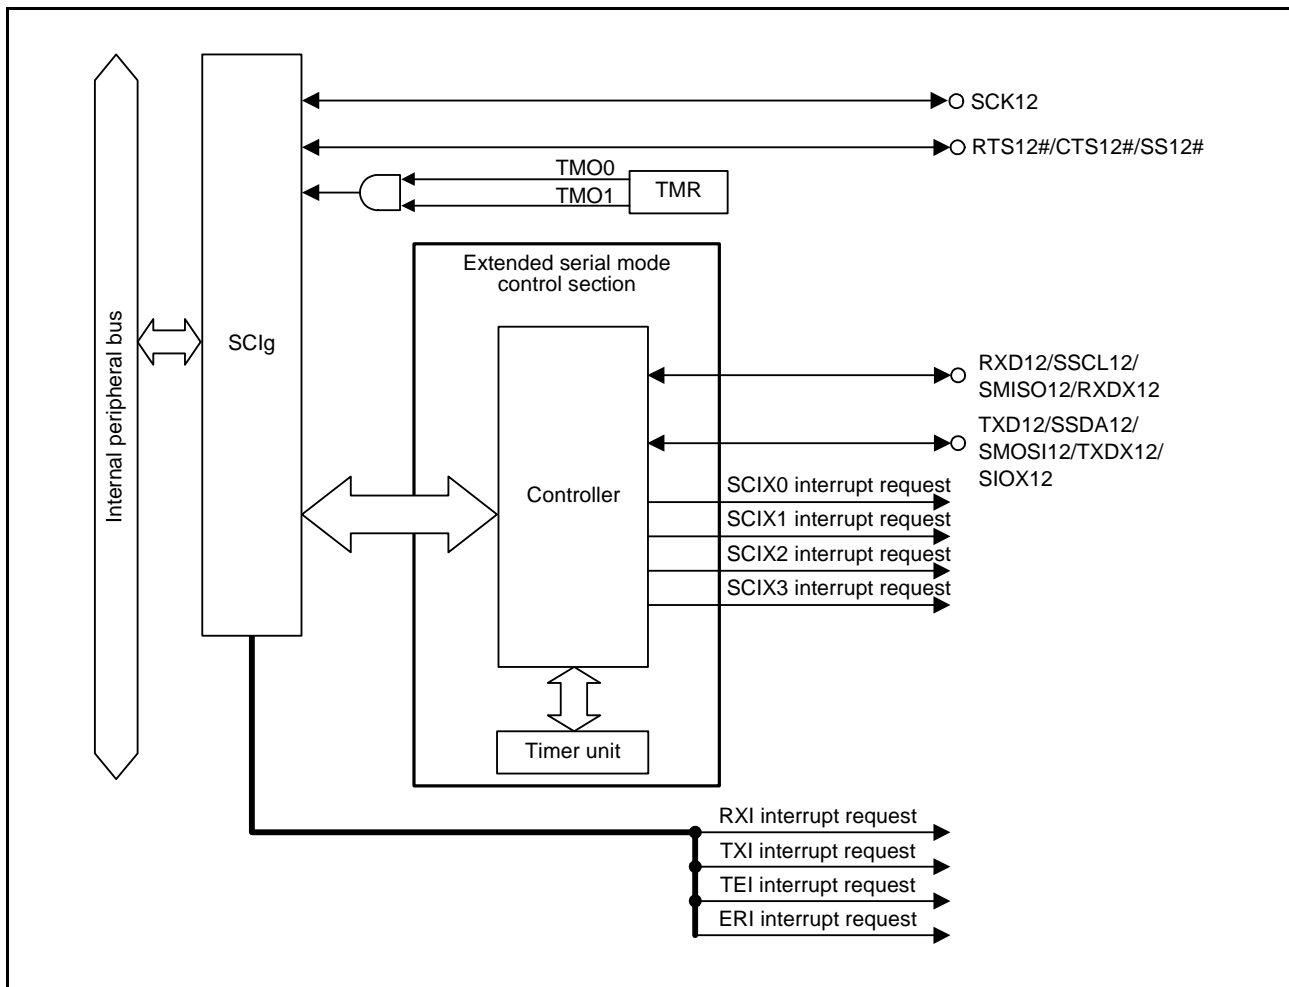 SCK12
RTS12#/CTS12#/SS12#
TMO0
TMO1
TMR
Extended serial mode
control section
Internal peripheral bus
SCIg
Controller
RXD12/SSCL12/
SMISO12/RXDX12
TXD12/SSDA12/
SMOSI12/TXDX12/
SIOX12
SCIX0 interrupt request
SCIX1 interrupt request
SCIX2 interrupt request
SCIX3 interrupt request
Timer unit
RXI interrupt request
TXI interrupt request
TEI interrupt request
ERI interrupt request